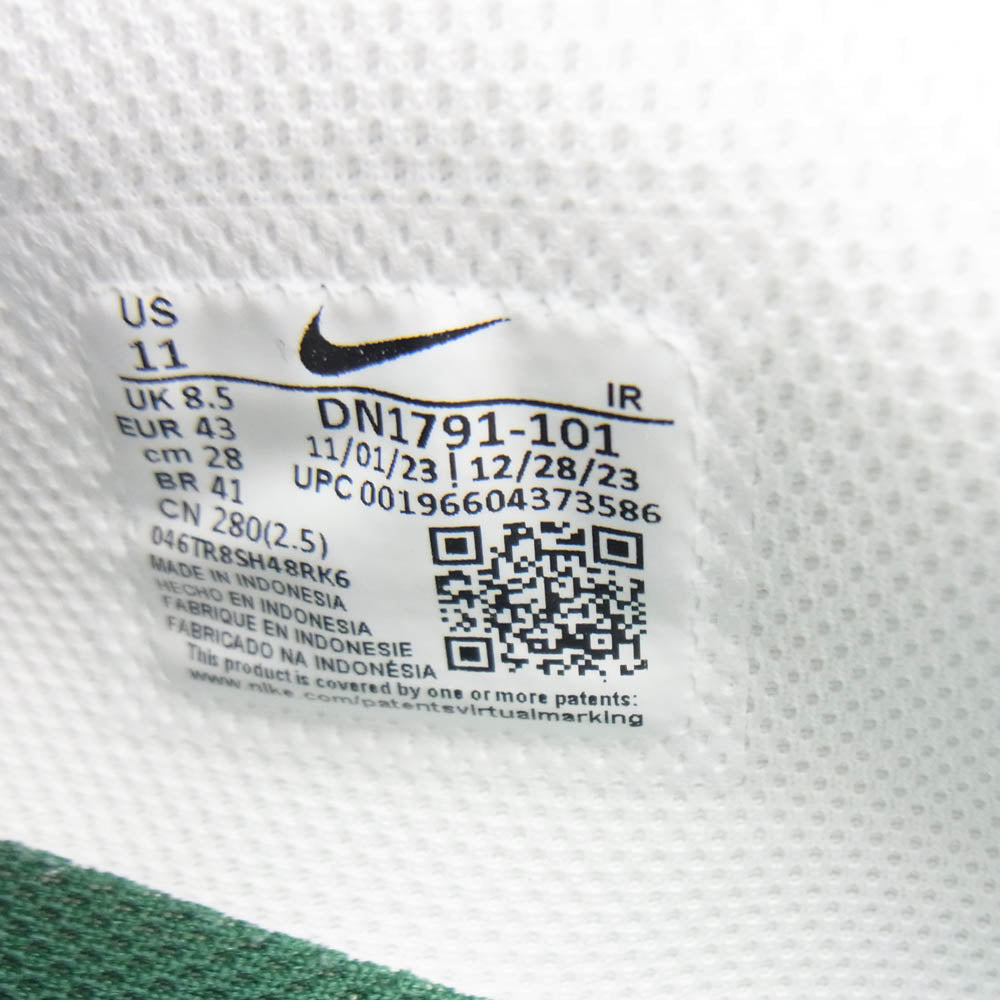 US
11
IR
UK 8.5
EUR 43
cm 28
BR 41
CN 280(2.5)
DN1791-101
11/01/23 | 12/28/23
UPC 00196604373586
046TR8SH48RK6
MADE IN INDONESIA
HECHO EN INDONESIA
FABRIQUE EN INDONESIE
FABRICADO NA INDONÉSIA
This product is covered by one or more patents:
www.nike.com/patentsvirtualmarking